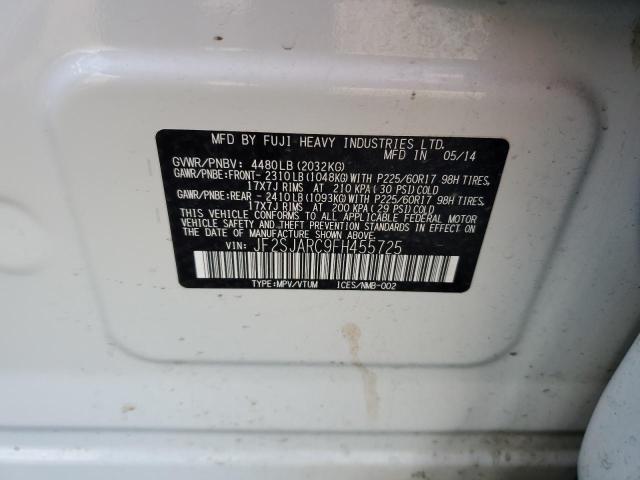 MFD BY FUJI HEAVY INDUSTRIES LTD.
MFD IN 05/14
GVWR/PNBV: 4480LB(2032KG)
GAWR/PNBE:FRONT-2310LB(1048KG)WITH P225/60R17 98H TIRES,
17X7J RIMS AT 210 KPA(30 PSI)COLD
GAWR/PNBE:REAR -2410LB(1093KG)WITH P225/60R17 98H TIRES,
17X7J RIMS AT 200 KPA(29 PSI)COLD
THIS VEHICLE CONFORMS TO ALL APPLICABLE FEDERAL MOTOR
VEHICLE SAFETY AND THEFT PREVENTION STANDARDS IN EFFECT ON
THE DATE OF MANUFACTURE SHOWN ABOVE.
VIN: JF2SJARC9FH455725
TYPE:MPV/VTUM ICES/NMB-002